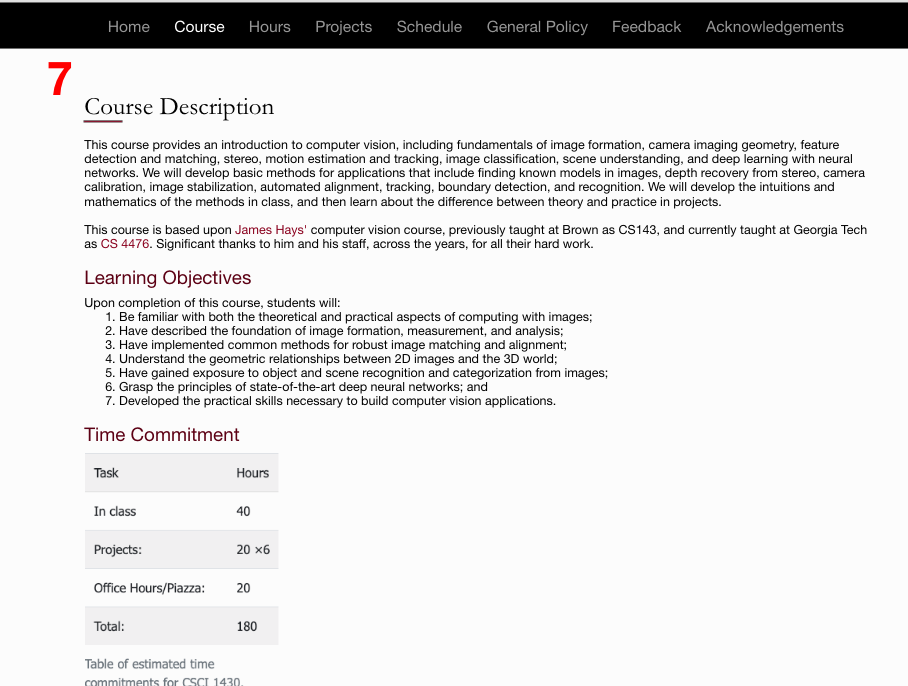 Home Course Hours Projects Schedule General Policy Feedback Acknowledgements
7
Course Description
This course provides an introduction to computer vision, including fundamentals of image formation, camera imaging geometry, feature
detection and matching, stereo, motion estimation and tracking, image classification, scene understanding, and deep learning with neural
networks. We will develop basic methods for applications that include finding known models in images, depth recovery from stereo, camera
calibration, image stabilization, automated alignment, tracking, boundary detection, and recognition. We will develop the intuitions and
mathematics of the methods in class, and then learn about the difference between theory and practice in projects.
This course is based upon James Hays' computer vision course, previously taught at Brown as CS143, and currently taught at Georgia Tech
as CS 4476. Significant thanks to him and his staff, across the years, for all their hard work.
Learning Objectives
Upon completion of this course, students will:
1. Be familiar with both the theoretical and practical aspects of computing with images;
2. Have described the foundation of image formation, measurement, and analysis;
3. Have implemented common methods for robust image matching and alignment;
4. Understand the geometric relationships between 2D images and the 3D world;
5. Have gained exposure to object and scene recognition and categorization from images;
6. Grasp the principles of state-of-the-art deep neural networks; and
7. Developed the practical skills necessary to build computer vision applications.
Time Commitment
Task Hours
In class 40
Projects: 20 ×6
Office Hours/Piazza: 20
Total: 180
Table of estimated time
commitments for CSCI 1430.